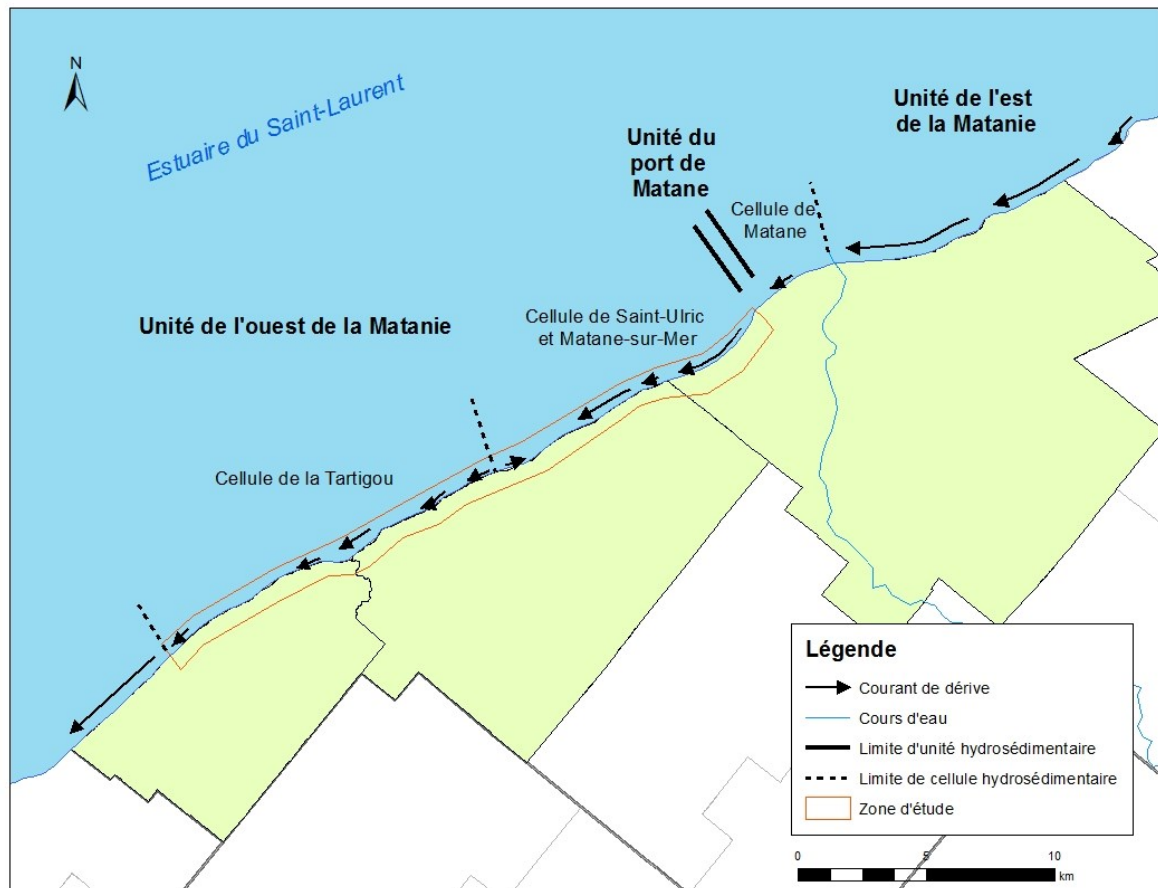 N
Estuaire du Saint-Laurent
Unité de l'est
de la Matanie
Unité du
port de
Matane
Cellule de
Matane
Unité de l'ouest de la Matanie
Cellule de Saint-Ulric
et Matane-sur-Mer
Cellule de la Tartigou
Légende
Courant de dérive
Cours d'eau
Limite d'unité hydrosédimentaire
Limite de cellule hydrosédimentaire
Zone d'étude
0 5 10
km